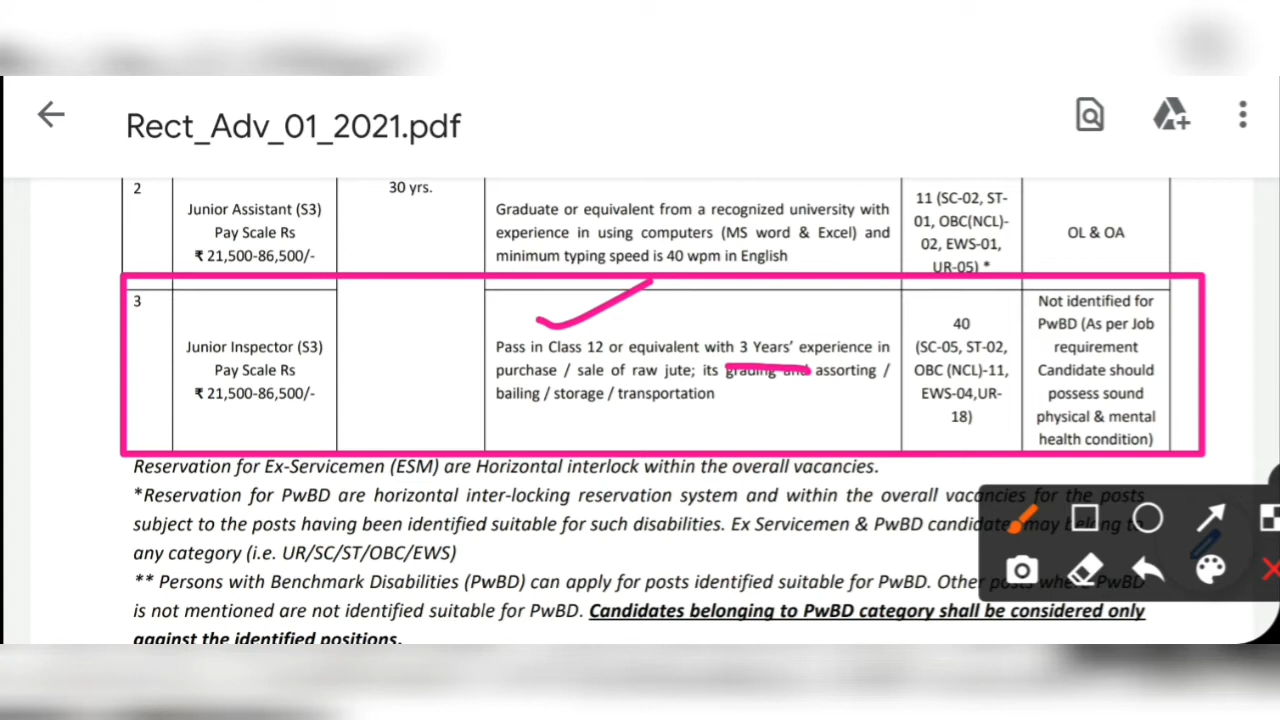 Rect_Adv_01_2021.pdf
2
30 yrs.
Junior Assistant (S3)
Pay Scale Rs
₹ 21,500-86,500/-
Graduate or equivalent from a recognized university with
experience in using computers (MS word & Excel) and
minimum typing speed is 40 wpm in English
11 (SC-02, ST-
01, OBC(NCL)-
02, EWS-01,
UR-05) *
OL & OA
3
Junior Inspector (S3)
Pay Scale Rs
₹ 21,500-86,500/-
Pass in Class 12 or equivalent with 3 Years' experience in
purchase / sale of raw jute; its grading and assorting /
bailing / storage / transportation
40
(SC-05, ST-02,
OBC (NCL)-11,
EWS-04,UR-
18)
Not identified for
PwBD (As per Job
requirement
Candidate should
possess sound
physical & mental
health condition)
Reservation for Ex-Servicemen (ESM) are Horizontal interlock within the overall vacancies.
*Reservation for PwBD are horizontal inter-locking reservation system and within the overall vacancies for the posts
subject to the posts having been identified suitable for such disabilities. Ex Servicemen & PwBD candidate may belong to
any category (i.e. UR/SC/ST/OBC/EWS)
** Persons with Benchmark Disabilities (PwBD) can apply for posts identified suitable for PwBD. Other posts where PwBD
is not mentioned are not identified suitable for PwBD. Candidates belonging to PwBD category shall be considered only
against the identified positions.